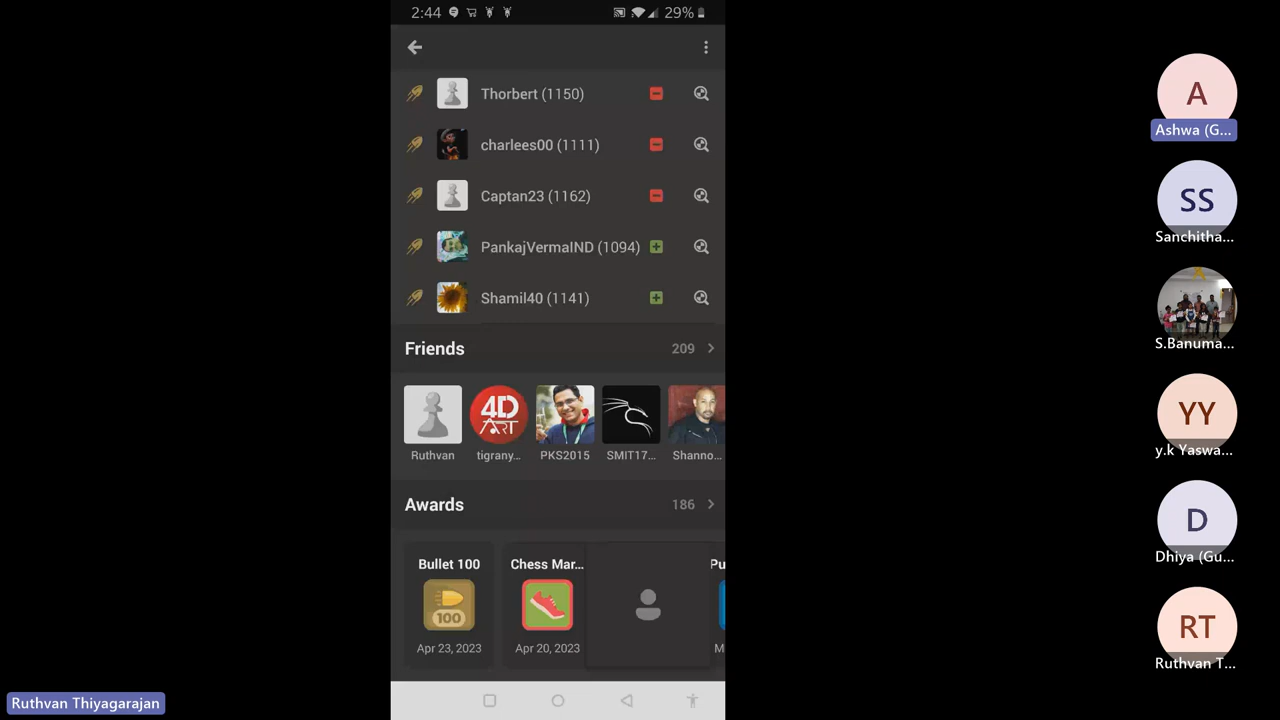 2:44
29%
Thorbert (1150)
charlees00 (1111)
Captan23 (1162)
PankajVermaIND (1094)
Shamil40 (1141)
Friends
209
4D
ART
Ruthvan
tigrany...
PKS2015
SMIT17...
Shanno...
Awards
186
Bullet 100
Chess Mar...
Pu
100
Apr 23, 2023
Apr 20, 2023
M
A
Ashwa (G...
SS
Sanchitha...
S.Banuma...
YY
y.k Yaswa...
D
Dhiya (Gu...
RT
Ruthvan T...
Ruthvan Thiyagarajan